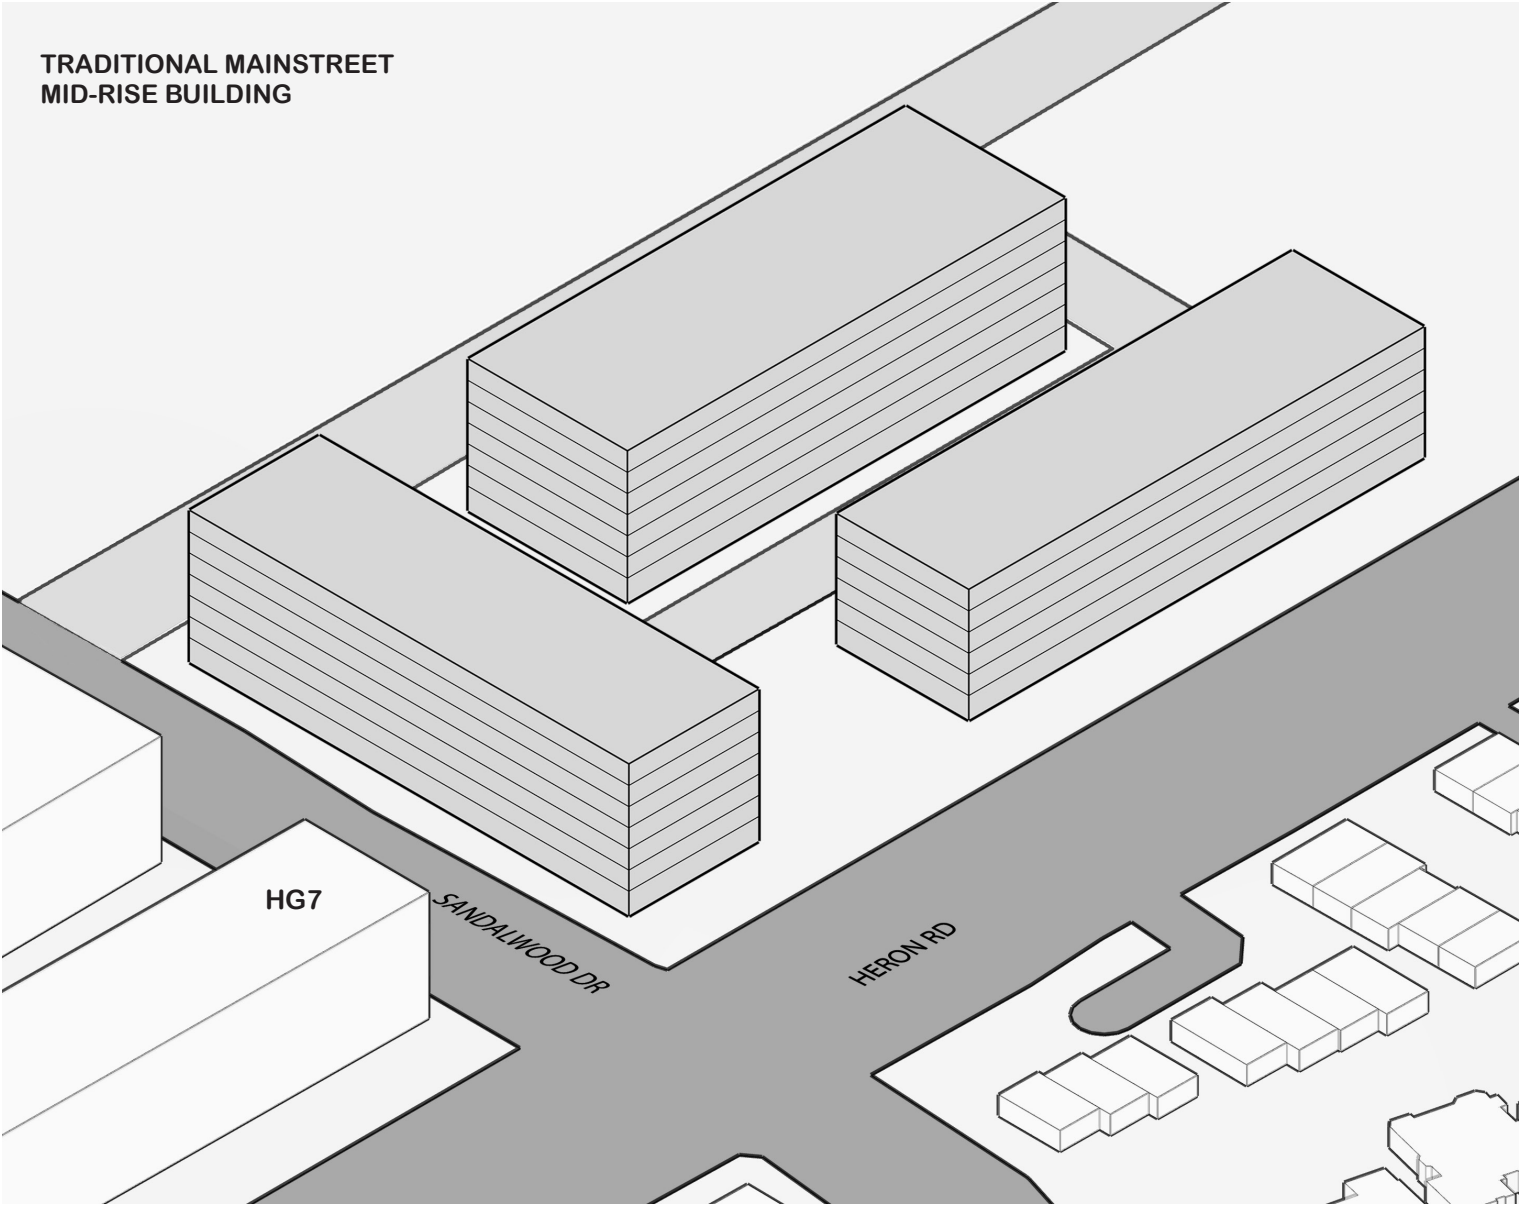 TRADITIONAL MAINSTREET
MID-RISE BUILDING
HG7
SANDALWOOD DR
HERON RD